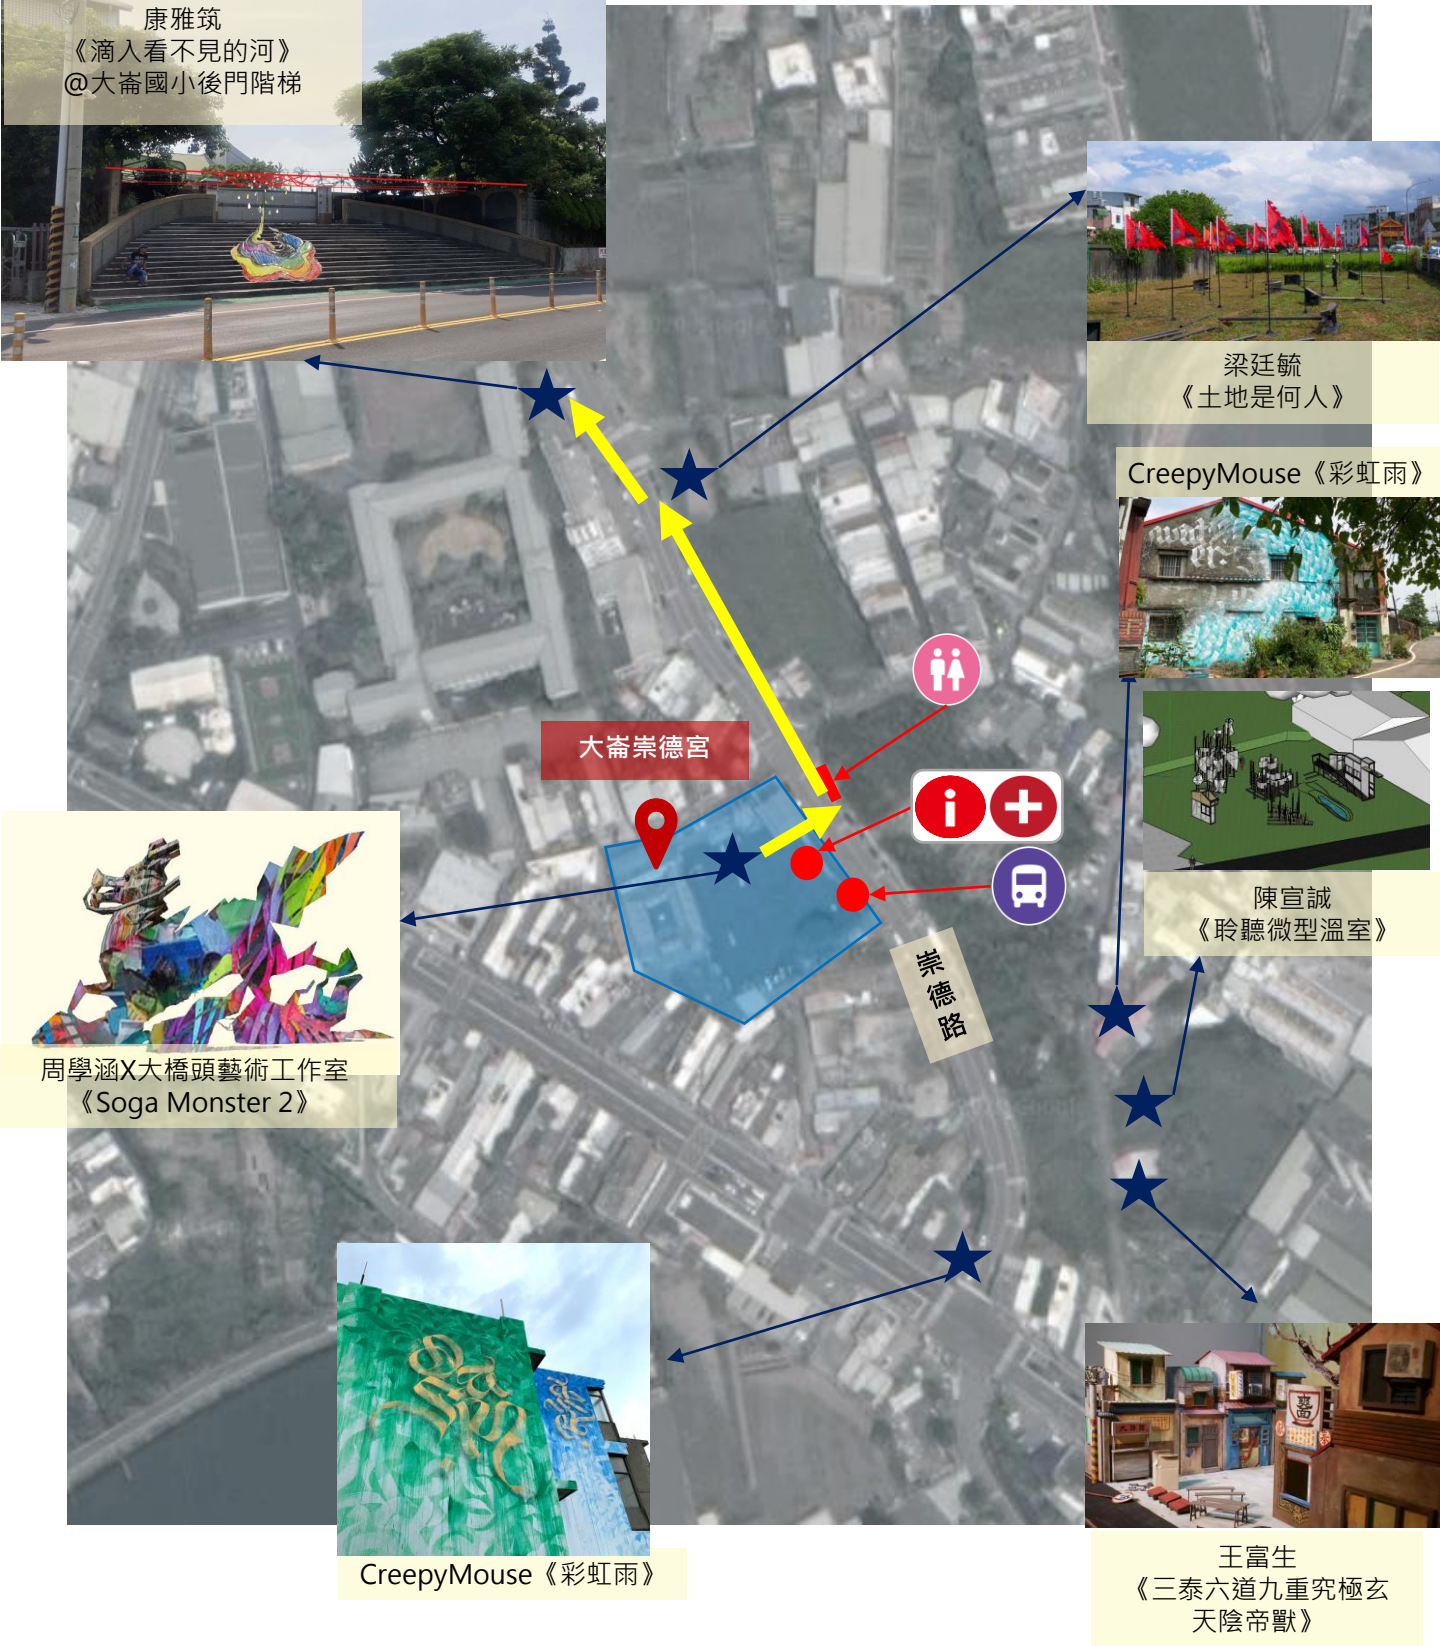 康雅筑
《滴入看不見的河》
@大崙國小後門階梯
梁廷毓
《土地是何人》
CreepyMouse《彩虹雨》
大崙崇德宮
i
陳宣誠
《聆聽微型溫室》
崇德路
周學涵X大橋頭藝術工作室
《Soga Monster 2》
CreepyMouse《彩虹雨》
王富生
《三泰六道九重究極玄
天陰帝獸》